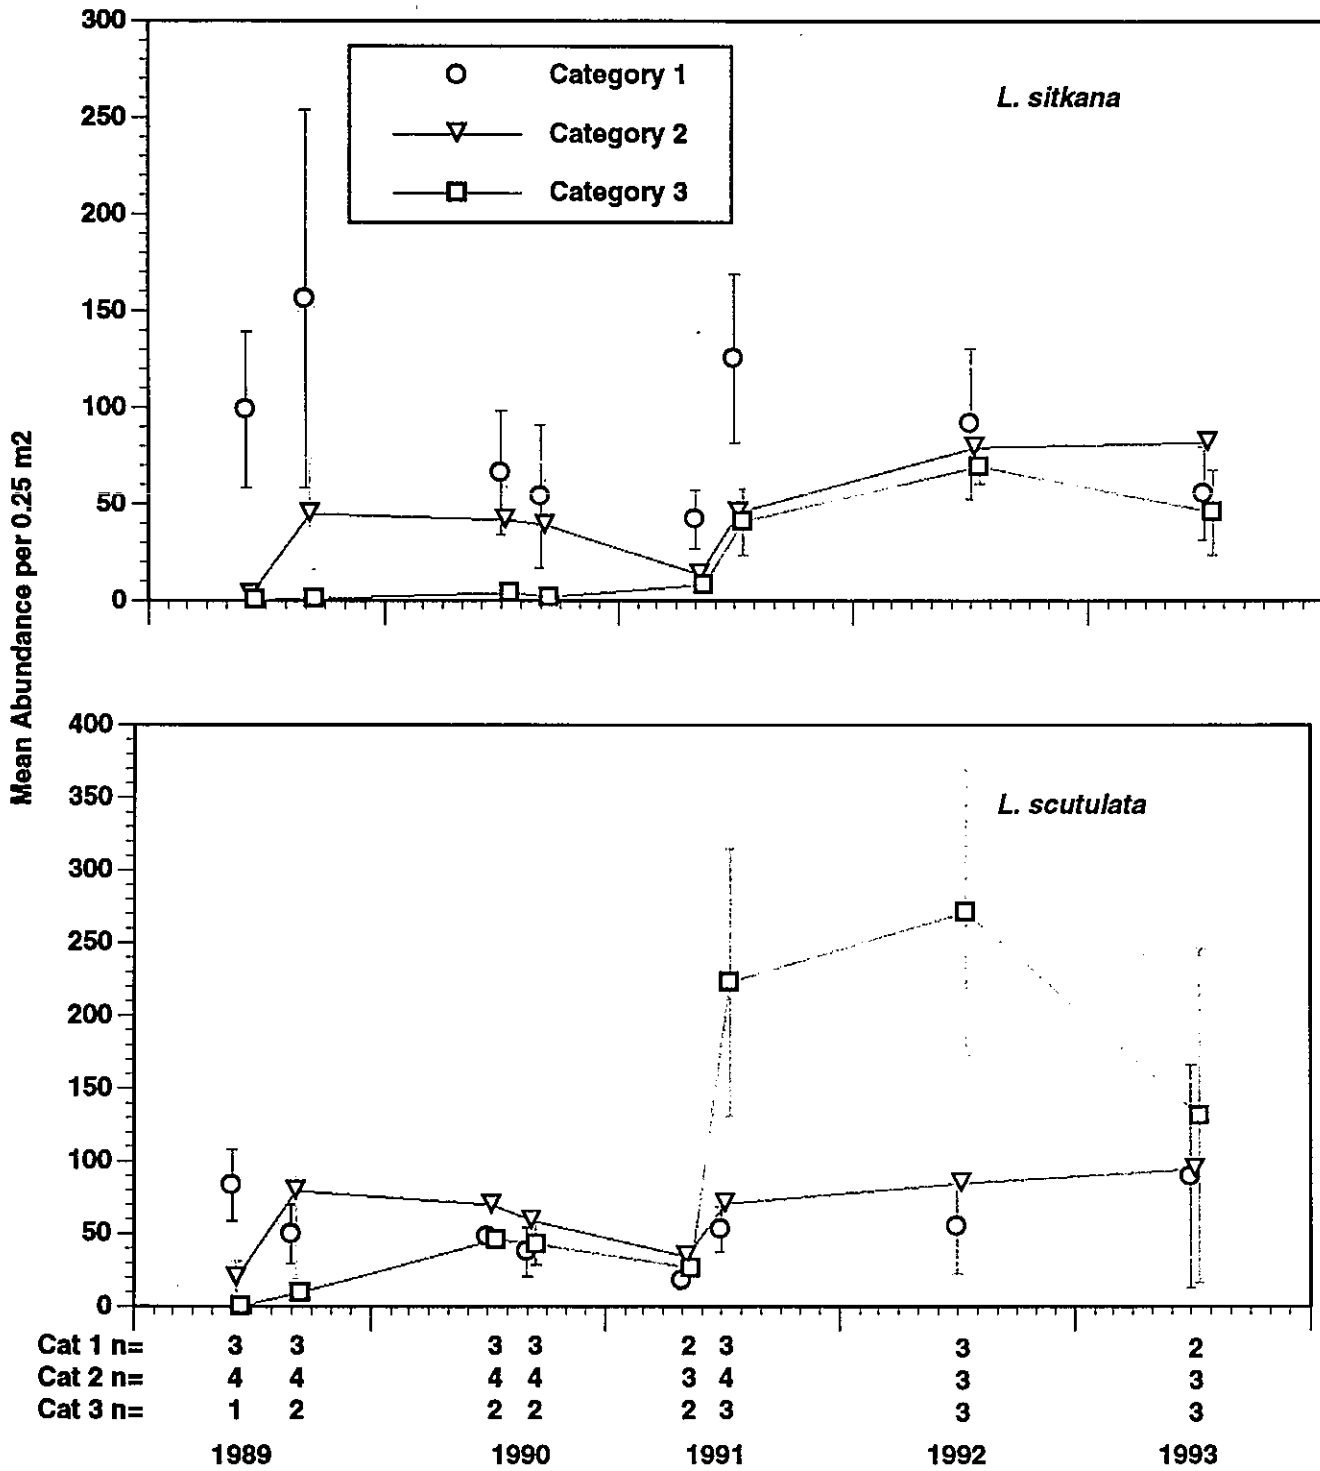 Mean Abundance per 0.25 m2
300
250
200
150
100
50
0
Category 1
Category 2
Category 3
L. sitkana
400
350
300
250
200
150
100
50
0
L. scutulata
Cat 1 n= 3 3 3 3 2 3 3 2
Cat 2 n= 4 4 4 4 3 4 3 3
Cat 3 n= 1 2 2 2 2 3 3 3
1989 1990 1991 1992 1993